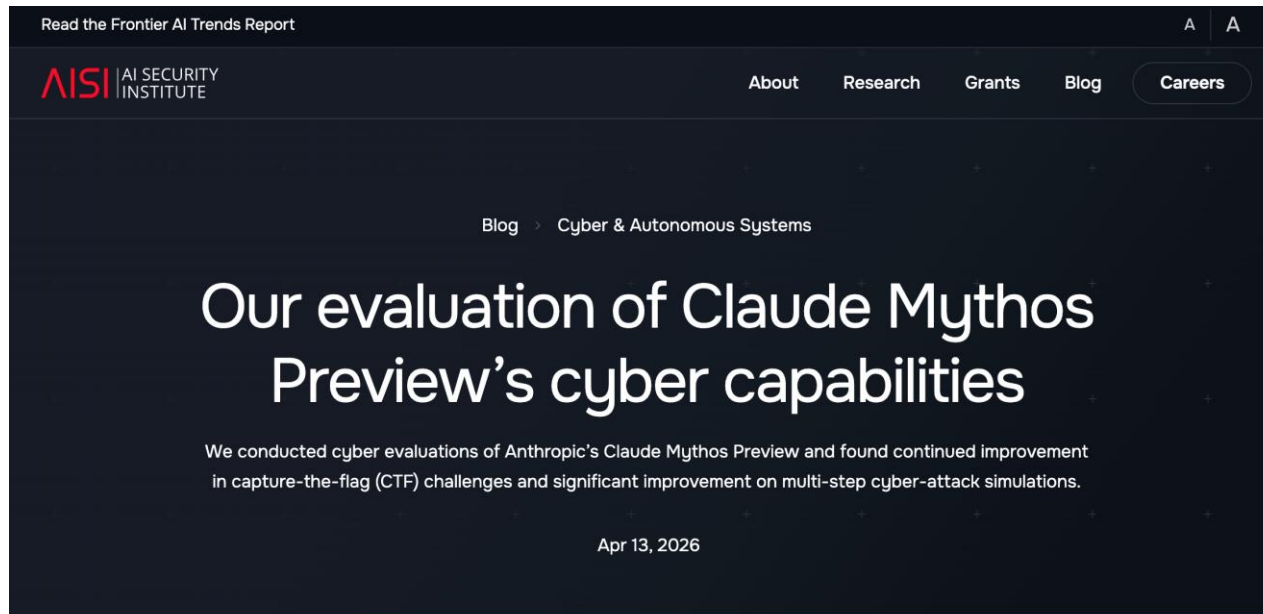 Read the Frontier AI Trends Report
A A
AISI AI SECURITY
INSTITUTE
About Research Grants Blog Careers
Blog > Cyber & Autonomous Systems
Our evaluation of Claude Mythos
Preview’s cyber capabilities
We conducted cyber evaluations of Anthropic’s Claude Mythos Preview and found continued improvement
in capture-the-flag (CTF) challenges and significant improvement on multi-step cyber-attack simulations.
Apr 13, 2026